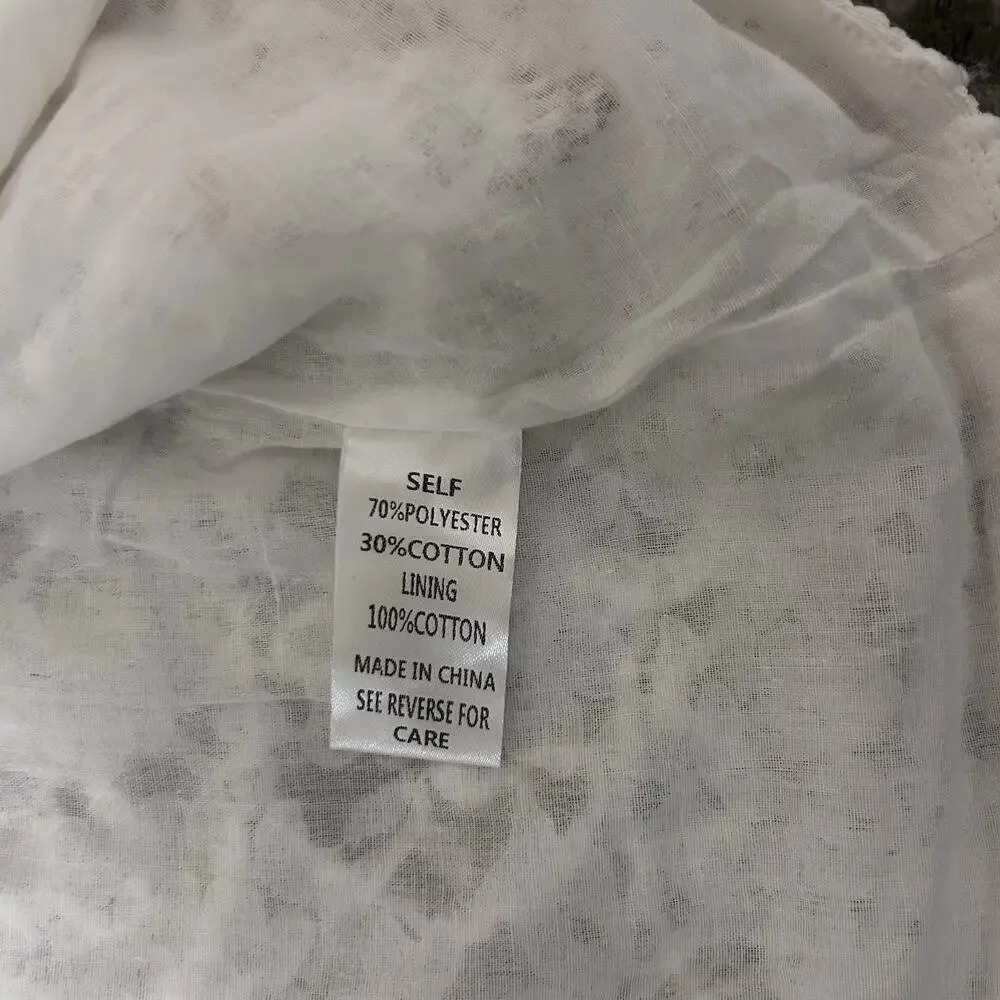 SELF
70%POLYESTER
30%COTTON
LINING
100%COTTON
MADE IN CHINA
SEE REVERSE FOR
CARE